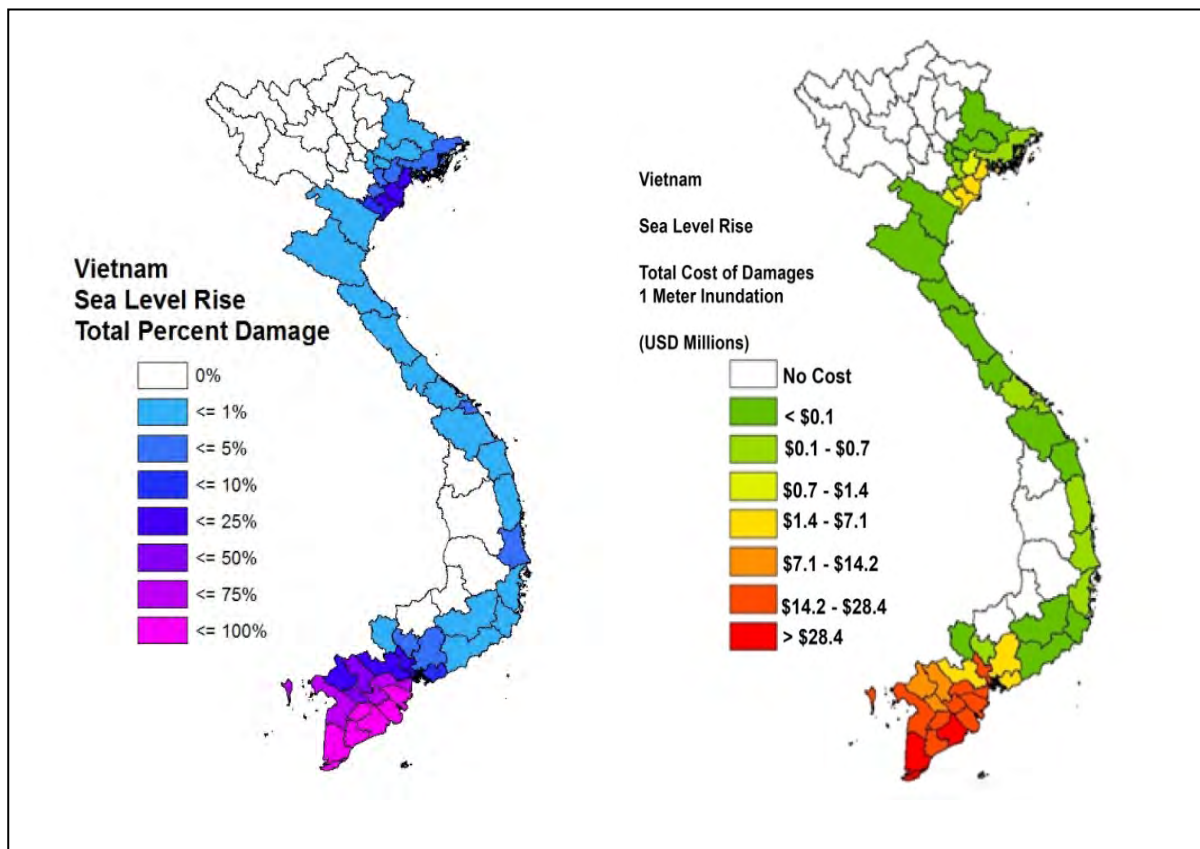 Vietnam
Sea Level Rise
Total Percent Damage
0%
<= 1%
<= 5%
<= 10%
<= 25%
<= 50%
<= 75%
<= 100%
Vietnam
Sea Level Rise
Total Cost of Damages
1 Meter Inundation
(USD Millions)
No Cost
< $0.1
$0.1 - $0.7
$0.7 - $1.4
$1.4 - $7.1
$7.1 - $14.2
$14.2 - $28.4
> $28.4